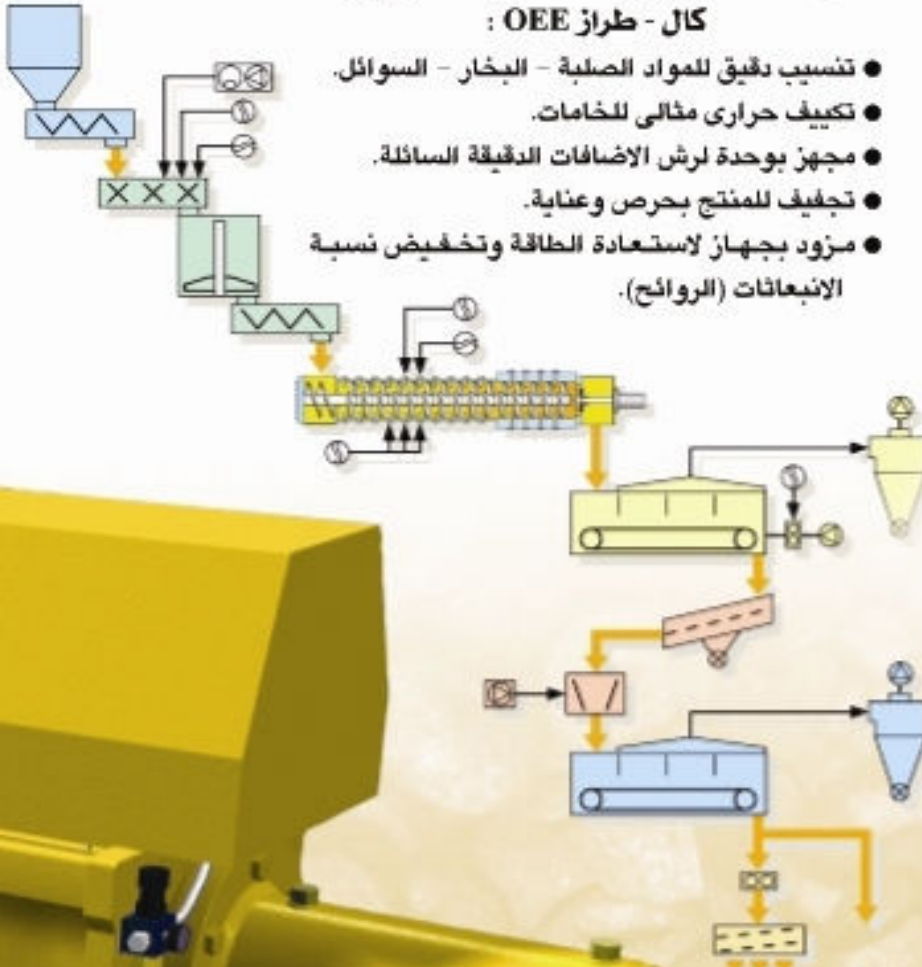 كال - طراز OEE :
● تنسيب دقيق للمواد الصلبة – البخار – السوائل.
● تكييف حرارى مثالى للخامات.
● مجهز بوحدة لرش الاضافات الدقيقة السائلة.
● تجفيف للمنتج بحرص وعناية.
● مزود بجهاز لاستعادة الطاقة وتخفيض نسبة
الانبعاثات (الروائح).